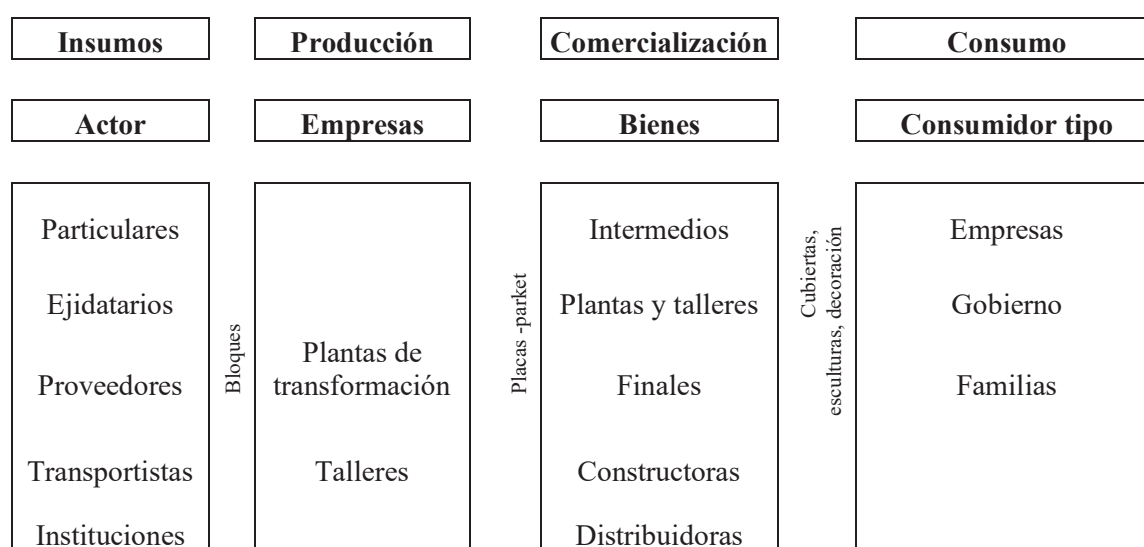 Insumos
Producción
Comercialización
Consumo
Actor
Empresas
Bienes
Consumidor tipo
Particulares
Ejidatarios
Proveedores
Transportistas
Instituciones
Bloques
Plantas de
transformación
Talleres
Placas -parket
Intermedios
Plantas y talleres
Finales
Constructoras
Distribuidoras
Cubiertas,
esculturas, decoración
Empresas
Gobierno
Familias